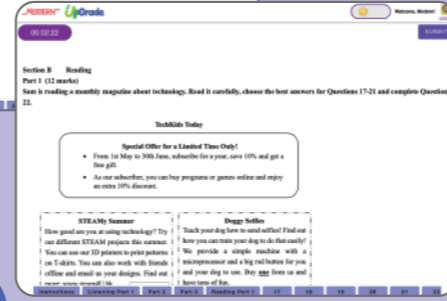 MODERN UpGrade
Welcome, Modern!
00:02:22
SUBMIT
Section B Reading
Part 1 (12 marks)
Sam is reading a monthly magazine about technology. Read it carefully, choose the best answers for Questions 17-21 and complete Question
22.
TechKids Today
Special Offer for a Limited Time Only!
• From 1st May to 30th June, subscribe for a year, save 10% and get a
free gift.
• As our subscriber, you can buy programs or games online and enjoy
an extra 10% discount.
STEAMy Summer
How good are you at using technology? Try
out different STEAM projects this summer.
You can use our 3D printers to print patterns
on T-shirts. You can also work with friends
offline and email us your designs. Find out
Doggy Selfies
Teach your dog how to send selfies! Find out
how you can train your dog to do that easily!
We provide a simple machine with a
microprocessor and a big red button for you
and your dog to use. Buy one from us and
have tons of fun.
Instructions Listening Part 1 Part 2 Part 3 Reading Part 1 17 18 19 20 21 22